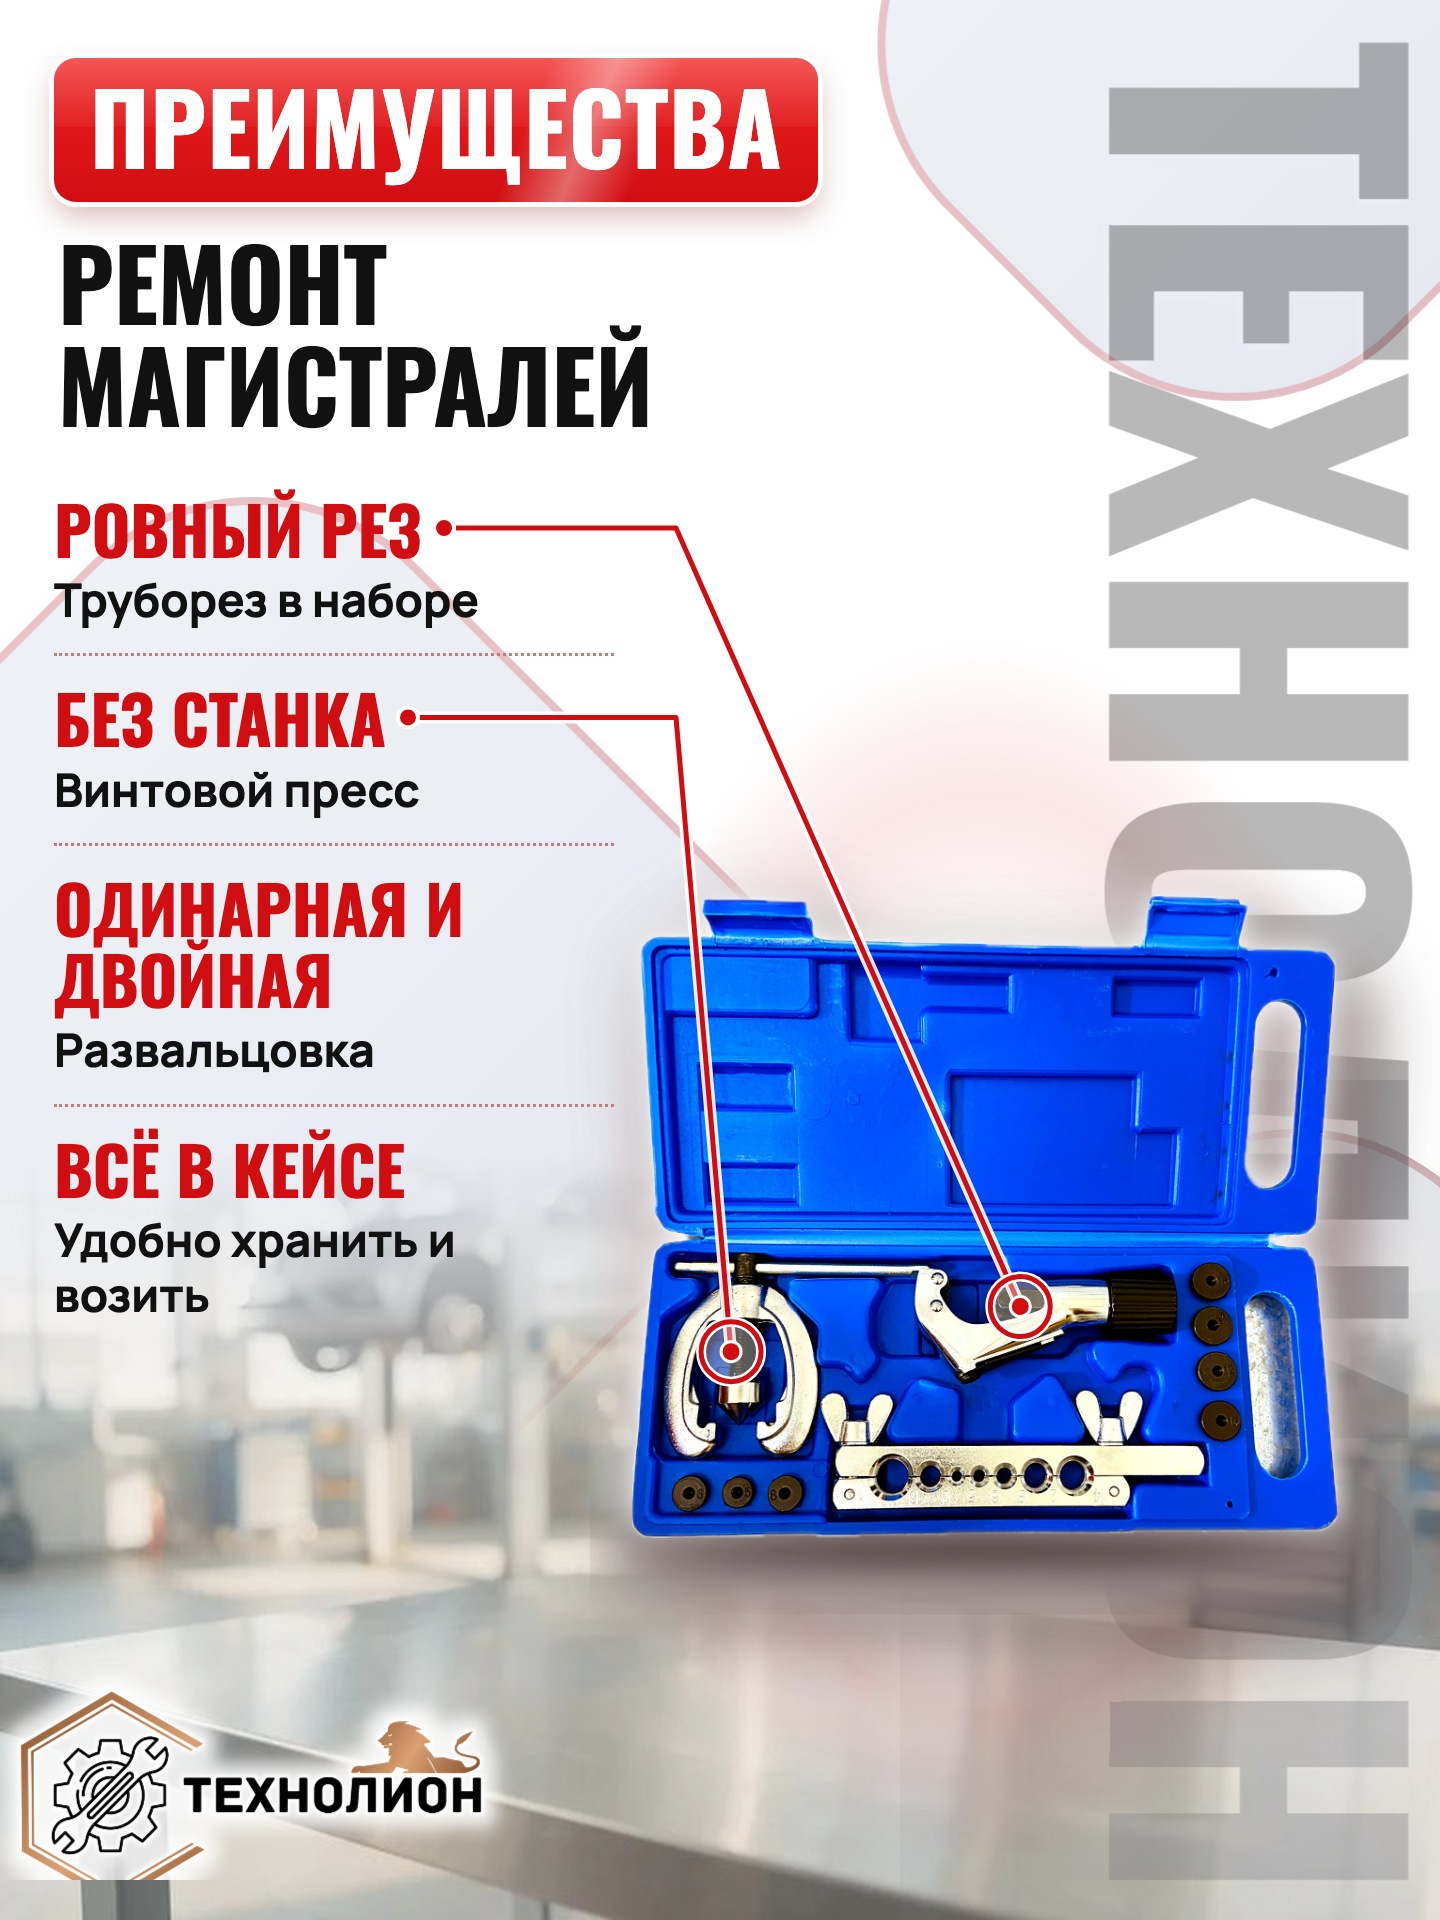 ПРЕИМУЩЕСТВА
РЕМОНТ
МАГИСТРАЛЕЙ
РОВНЫЙ РЕЗ
Труборез в наборе
БЕЗ СТАНКА
Винтовой пресс
ОДИНАРНАЯ И
ДВОЙНАЯ
Развальцовка
ВСЁ В КЕЙСЕ
Удобно хранить и
возить
ТЕХНОЛИОН
ТЕХНОЛИОН